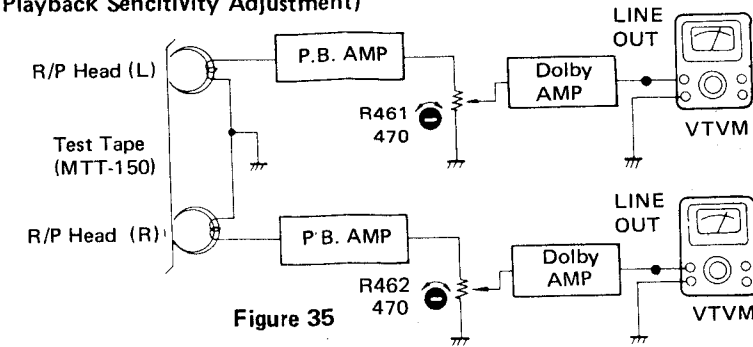 Playback Sencitivity Adjustment)
LINE
OUT
R/P Head (L)
P.B. AMP
Dolby
AMP
R461
470
VTVM
Test Tape
(MTT-150)
LINE
OUT
R/P Head (R)
P.B. AMP
Dolby
AMP
R462
470
VTVM
Figure 35